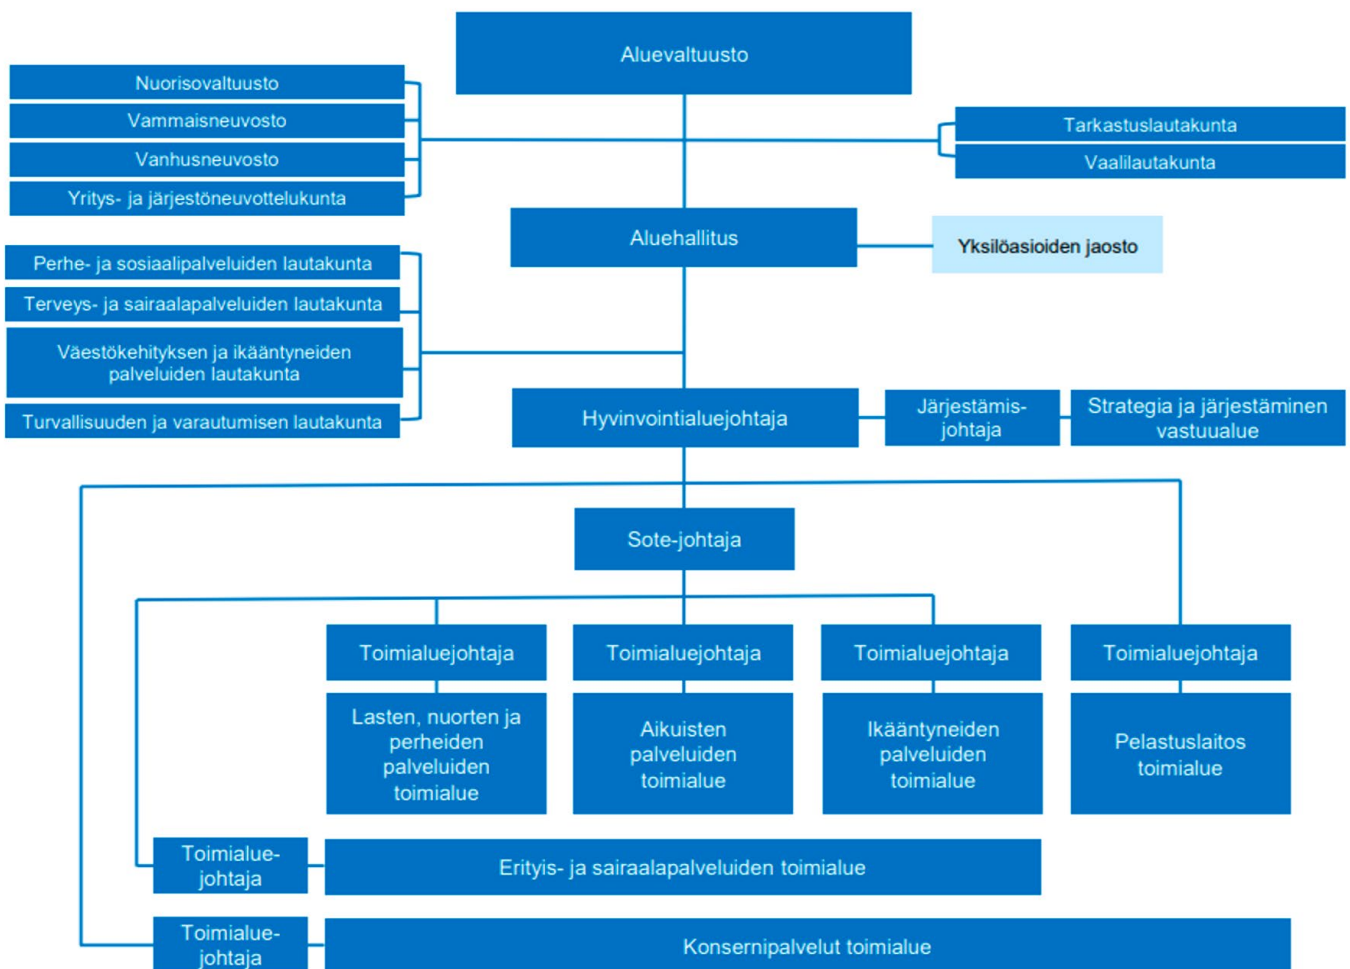 Aluevaltuusto
Nuorisovaltuusto
Vammaisneuvosto
Vanhusneuvosto
Yritys- ja järjestöneuvottelukunta
Tarkastuslautakunta
Vaalilautakunta
Aluehallitus
Yksilöasioiden jaosto
Perhe- ja sosiaalipalveluiden lautakunta
Terveys- ja sairaalapalveluiden lautakunta
Väestökehityksen ja ikääntyneiden
palveluiden lautakunta
Turvallisuuden ja varautumisen lautakunta
Hyvinvointialuejohtaja
Järjestämis-
johtaja
Strategia ja järjestäminen
vastuualue
Sote-johtaja
Toimialuejohtaja
Lasten, nuorten ja
perheiden
palveluiden
toimialue
Toimialuejohtaja
Aikuisten
palveluiden
toimialue
Toimialuejohtaja
Ikääntyneiden
palveluiden
toimialue
Toimialuejohtaja
Pelastuslaitos
toimialue
Toimialue-
johtaja
Erityis- ja sairaalapalveluiden toimialue
Toimialue-
johtaja
Konsernipalvelut toimialue